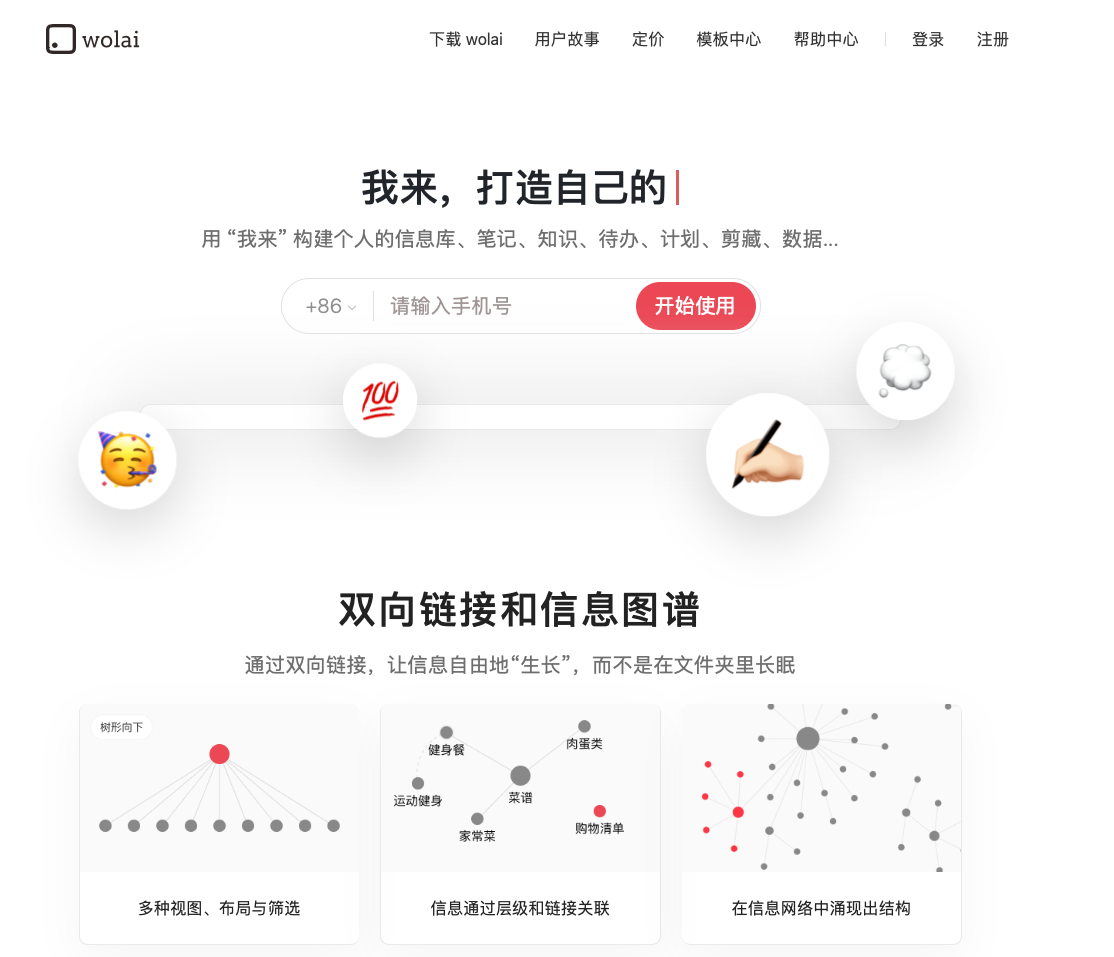 wolai
下载 wolai 用户故事 定价 模板中心 帮助中心 登录 注册
我来，打造自己的
用 “我来” 构建个人的信息库、笔记、知识、待办、计划、剪藏、数据...
+86 请输入手机号 开始使用
💯
双向链接和信息图谱
通过双向链接，让信息自由地“生长”，而不是在文件夹里长眠
树形向下
健身餐
肉蛋类
运动健身
菜谱
家常菜
购物清单
多种视图、布局与筛选
信息通过层级和链接关联
在信息网络中涌现出结构